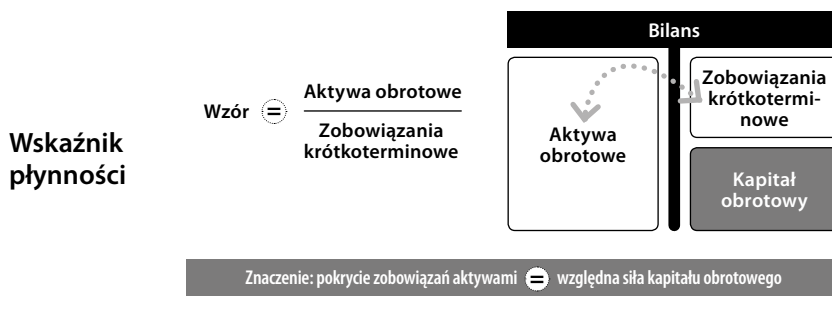 Wskaźnik
płynności
Wzór =
Aktywa obrotowe
Zobowiązania
krótkoterminowe
Bilans
Aktywa
obrotowe
Zobowiązania
krótkotermi-
nowe
Kapitał
obrotowy
Znaczenie: pokrycie zobowiązań aktywami = względna siła kapitału obrotowego